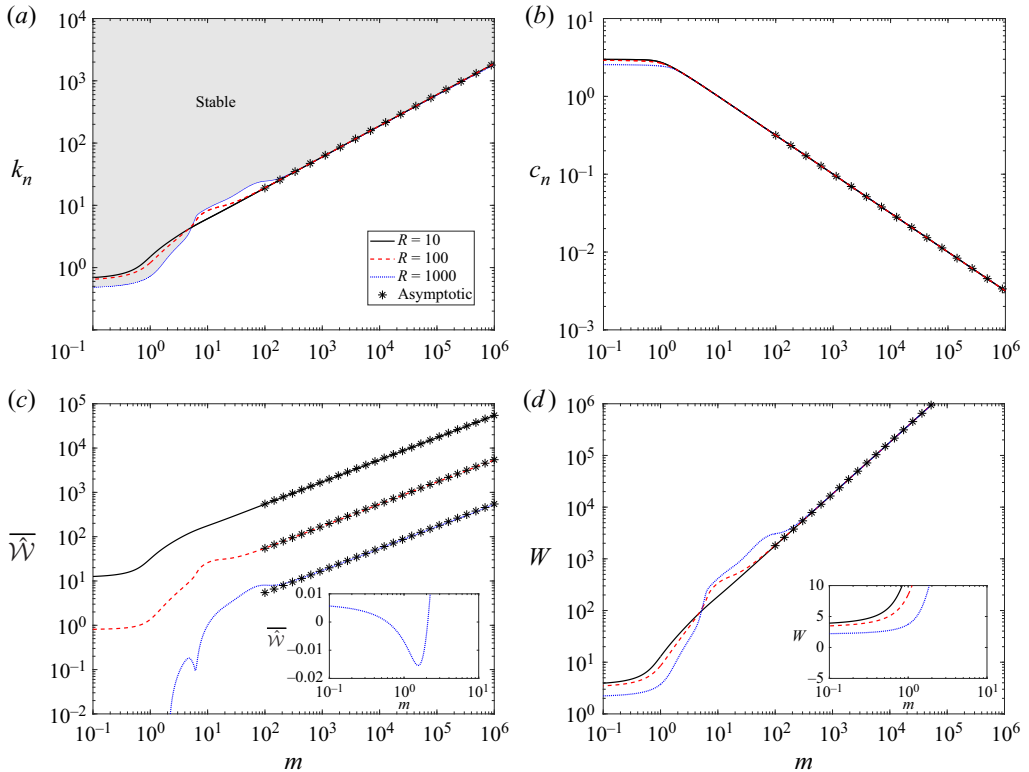 (a)
10^4
10^3
10^2
10^1
10^0
k_n
Stable
R = 10
R = 100
R = 1000
Asymptotic
10^{-1} 10^0 10^1 10^2 10^3 10^4 10^5 10^6
m
(b)
10^1
10^0
10^{-1}
10^{-2}
10^{-3}
c_n
10^{-1} 10^0 10^1 10^2 10^3 10^4 10^5 10^6
m
(c)
10^5
10^4
10^3
10^2
10^1
10^0
10^{-1}
10^{-2}
\overline{\hat{\mathcal{W}}}
0.01
0
−0.01
−0.02
\overline{\hat{\mathcal{W}}}
10^{-1} 10^0 10^1
m
10^{-1} 10^0 10^1 10^2 10^3 10^4 10^5 10^6
m
(d)
10^6
10^5
10^4
10^3
10^2
10^1
10^0
W
10
5
0
−5
W
10^{-1} 10^0 10^1
m
10^{-1} 10^0 10^1 10^2 10^3 10^4 10^5 10^6
m